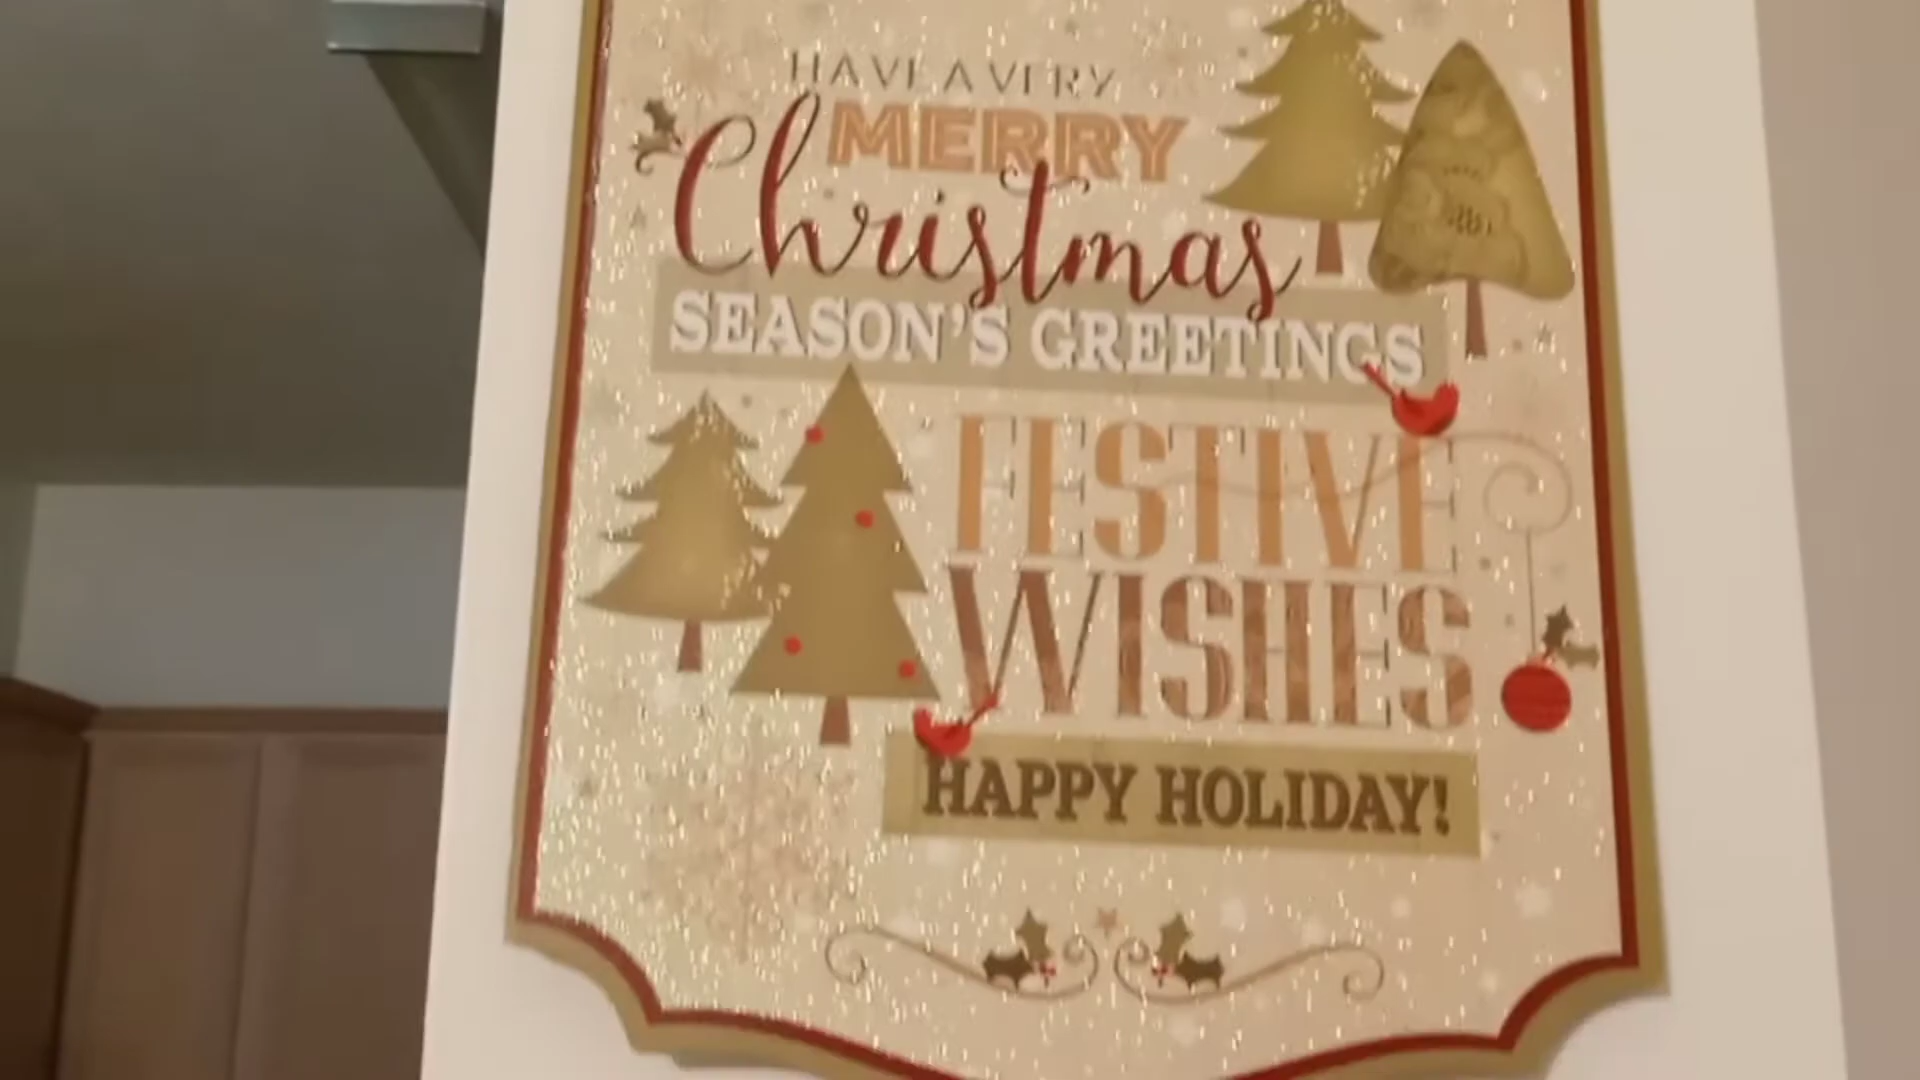 HAVE A VERY
MERRY
Christmas
SEASON'S GREETINGS
FESTIVE
WISHES
HAPPY HOLIDAY!